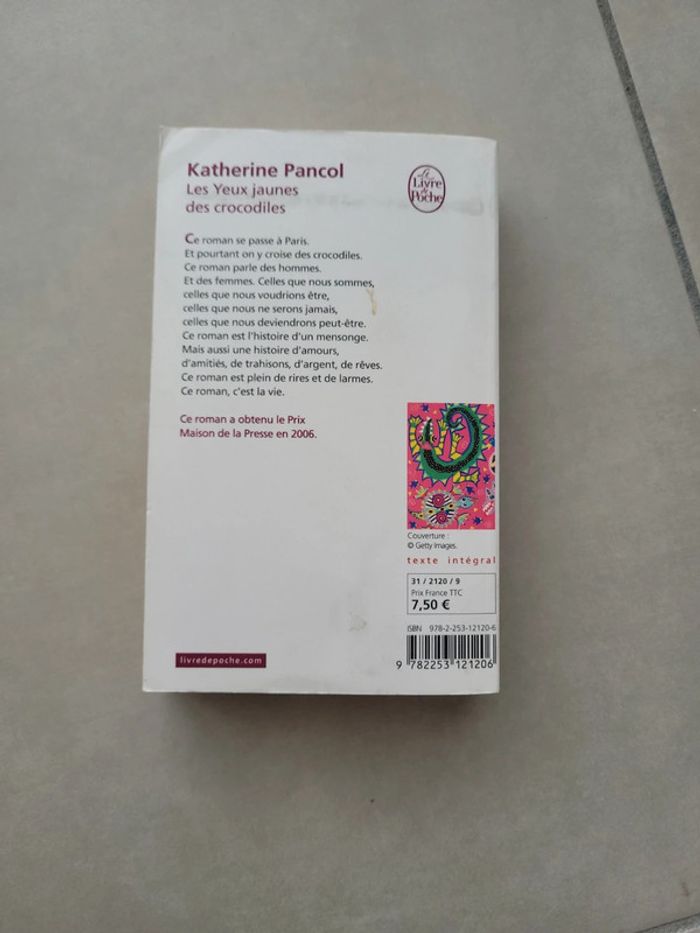 Katherine Pancol
Les Yeux jaunes
des crocodiles
Le
Livre
de
Poche
Ce roman se passe à Paris.
Et pourtant on y croise des crocodiles.
Ce roman parle des hommes.
Et des femmes. Celles que nous sommes,
celles que nous voudrions être,
celles que nous ne serons jamais,
celles que nous deviendrons peut-être.
Ce roman est l'histoire d'un mensonge.
Mais aussi une histoire d'amours,
d'amitiés, de trahisons, d'argent, de rêves.
Ce roman est plein de rires et de larmes.
Ce roman, c'est la vie.
Ce roman a obtenu le Prix
Maison de la Presse en 2006.
Couverture :
© Getty Images.
texte intégral
31 / 2120 / 9
Prix France TTC
7,50 €
ISBN 978-2-253-12120-6
9 782253 121206
livredepoche.com